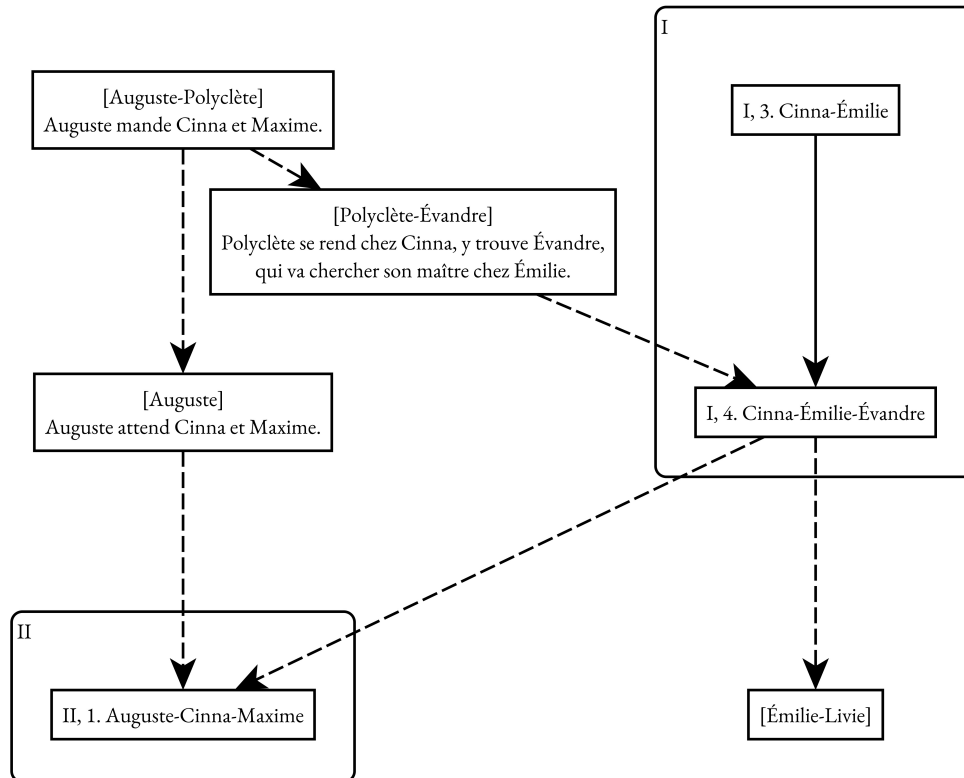 I
[Auguste-Polyclète]
Auguste mande Cinna et Maxime.
I, 3. Cinna-Émilie
[Polyclète-Évandre]
Polyclète se rend chez Cinna, y trouve Évandre,
qui va chercher son maître chez Émilie.
[Auguste]
Auguste attend Cinna et Maxime.
I, 4. Cinna-Émilie-Évandre
II
II, 1. Auguste-Cinna-Maxime
[Émilie-Livie]